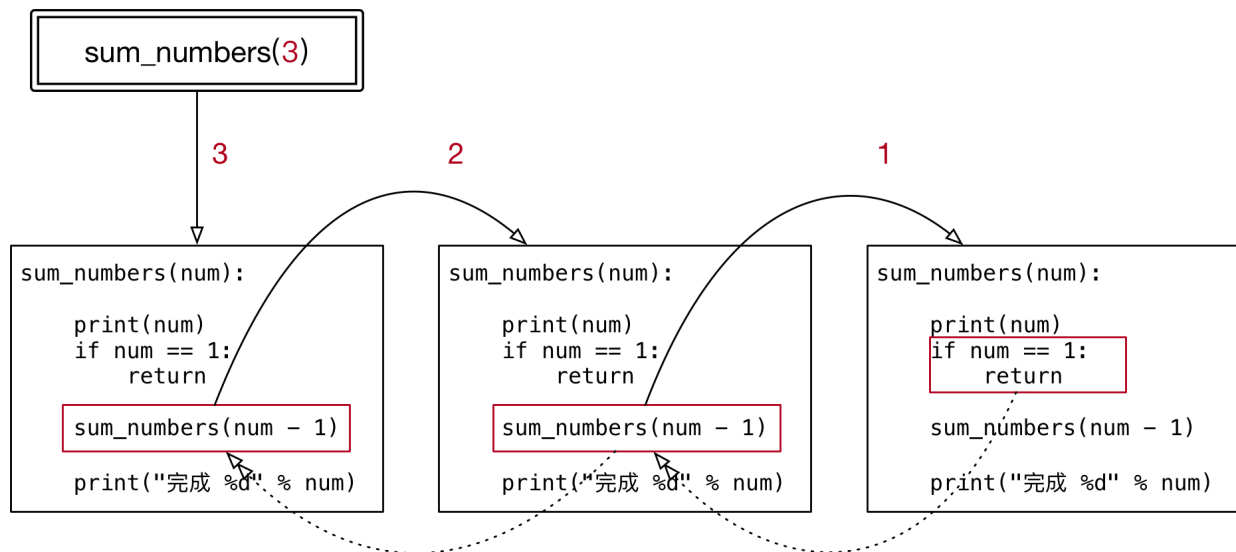 sum_numbers(3)
3
2
1
sum_numbers(num):
print(num)
if num == 1:
return
sum_numbers(num - 1)
print("完成 %d" % num)
sum_numbers(num):
print(num)
if num == 1:
return
sum_numbers(num - 1)
print("完成 %d" % num)
sum_numbers(num):
print(num)
if num == 1:
return
sum_numbers(num - 1)
print("完成 %d" % num)